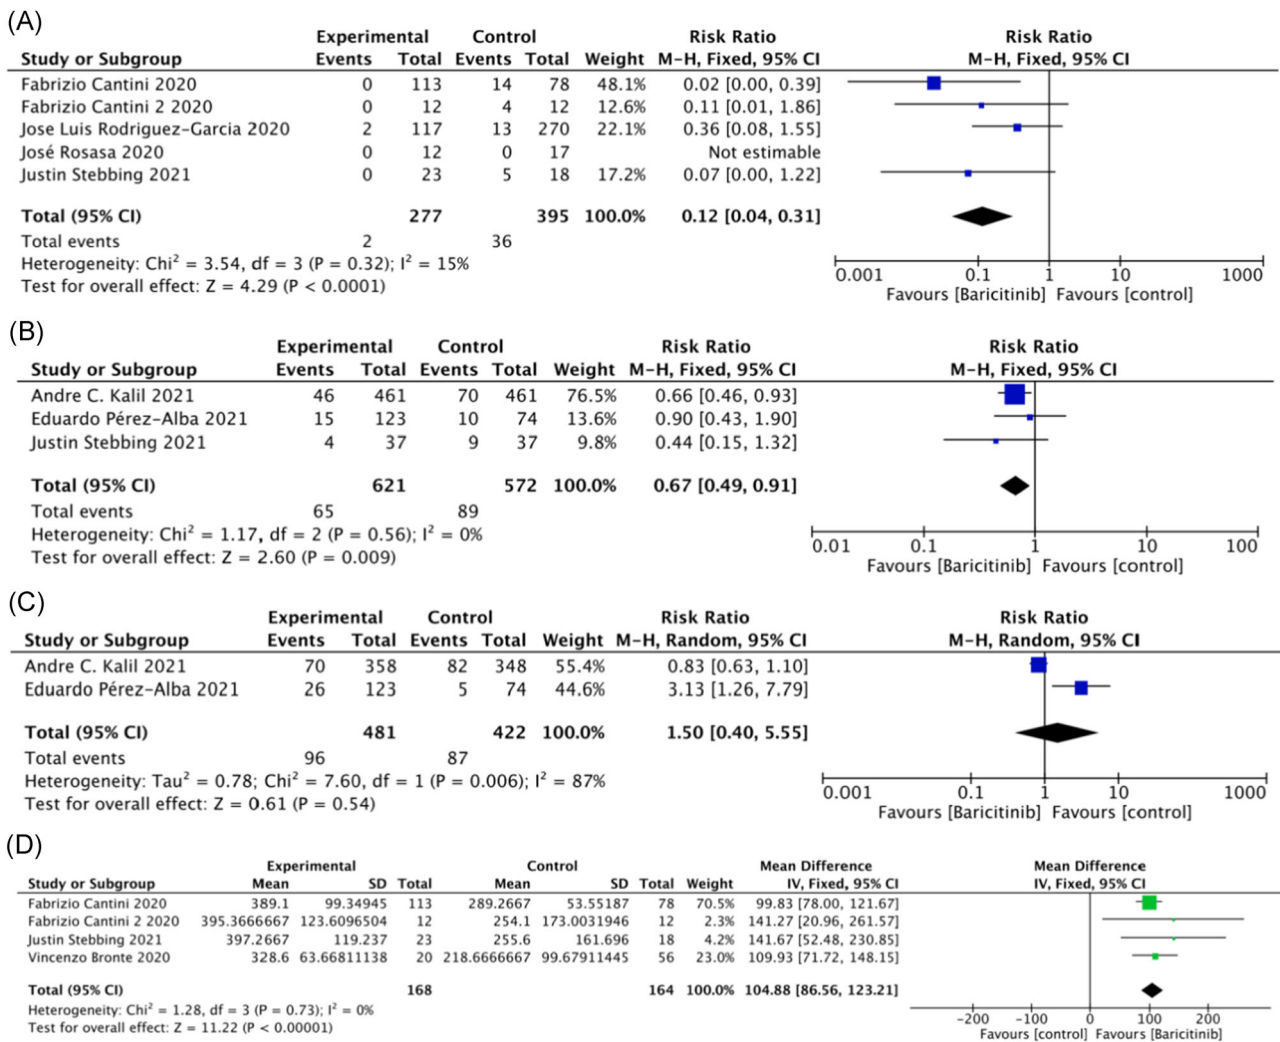 (A)
Experimental Control Risk Ratio Risk Ratio
Study or Subgroup Events Total Events Total Weight M-H, Fixed, 95% CI M-H, Fixed, 95% CI
Fabrizio Cantini 2020 0 113 14 78 48.1% 0.02 [0.00, 0.39]
Fabrizio Cantini 2 2020 0 12 4 12 12.6% 0.11 [0.01, 1.86]
Jose Luis Rodriguez-Garcia 2020 2 117 13 270 22.1% 0.36 [0.08, 1.55]
José Rosasa 2020 0 12 0 17 Not estimable
Justin Stebbing 2021 0 23 5 18 17.2% 0.07 [0.00, 1.22]
Total (95% CI) 277 395 100.0% 0.12 [0.04, 0.31]
Total events 2 36
Heterogeneity: Chi² = 3.54, df = 3 (P = 0.32); I² = 15%
Test for overall effect: Z = 4.29 (P < 0.0001)
0.001 0.1 1 10 1000
Favours [Baricitinib] Favours [control]
(B)
Experimental Control Risk Ratio Risk Ratio
Study or Subgroup Events Total Events Total Weight M-H, Fixed, 95% CI M-H, Fixed, 95% CI
Andre C. Kalil 2021 46 461 70 461 76.5% 0.66 [0.46, 0.93]
Eduardo Pérez-Alba 2021 15 123 10 74 13.6% 0.90 [0.43, 1.90]
Justin Stebbing 2021 4 37 9 37 9.8% 0.44 [0.15, 1.32]
Total (95% CI) 621 572 100.0% 0.67 [0.49, 0.91]
Total events 65 89
Heterogeneity: Chi² = 1.17, df = 2 (P = 0.56); I² = 0%
Test for overall effect: Z = 2.60 (P = 0.009)
0.01 0.1 1 10 100
Favours [Baricitinib] Favours [control]
(C)
Experimental Control Risk Ratio Risk Ratio
Study or Subgroup Events Total Events Total Weight M-H, Random, 95% CI M-H, Random, 95% CI
Andre C. Kalil 2021 70 358 82 348 55.4% 0.83 [0.63, 1.10]
Eduardo Pérez-Alba 2021 26 123 5 74 44.6% 3.13 [1.26, 7.79]
Total (95% CI) 481 422 100.0% 1.50 [0.40, 5.55]
Total events 96 87
Heterogeneity: Tau² = 0.78; Chi² = 7.60, df = 1 (P = 0.006); I² = 87%
Test for overall effect: Z = 0.61 (P = 0.54)
0.001 0.1 1 10 1000
Favours [Baricitinib] Favours [control]
(D)
Experimental Control Mean Difference Mean Difference
Study or Subgroup Mean SD Total Mean SD Total Weight IV, Fixed, 95% CI IV, Fixed, 95% CI
Fabrizio Cantini 2020 389.1 99.34945 113 289.2667 53.55187 78 70.5% 99.83 [78.00, 121.67]
Fabrizio Cantini 2 2020 395.3666667 123.6096504 12 254.1 173.0031946 12 2.3% 141.27 [20.96, 261.57]
Justin Stebbing 2021 397.2667 119.237 23 255.6 161.696 18 4.2% 141.67 [52.48, 230.85]
Vincenzo Bronte 2020 328.6 63.66811138 20 218.6666667 99.67911445 56 23.0% 109.93 [71.72, 148.15]
Total (95% CI) 168 164 100.0% 104.88 [86.56, 123.21]
Heterogeneity: Chi² = 1.28, df = 3 (P = 0.73); I² = 0%
Test for overall effect: Z = 11.22 (P < 0.00001)
-200 -100 0 100 200
Favours [control] Favours [Baricitinib]